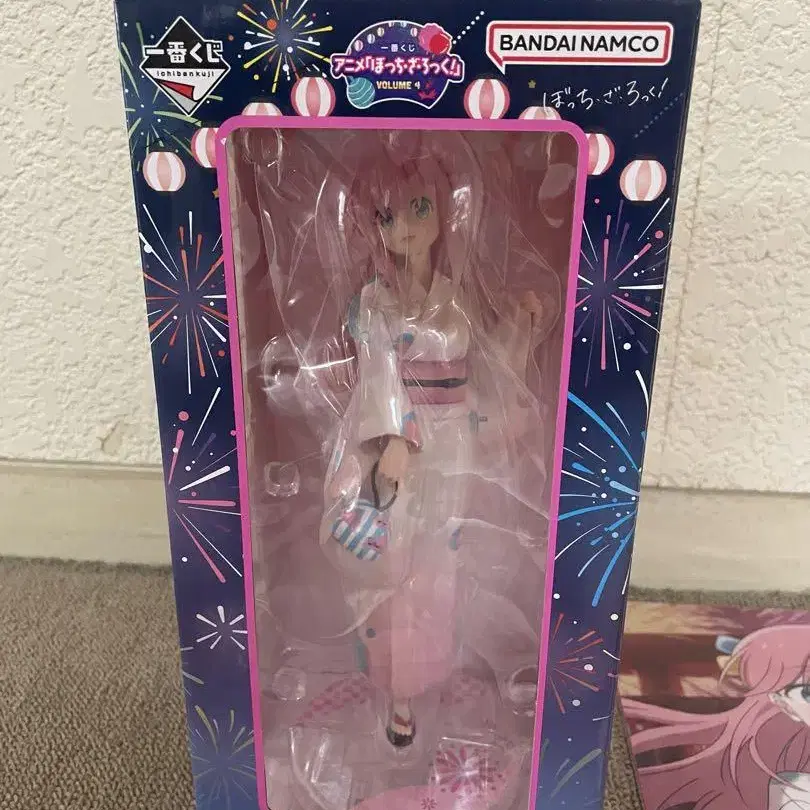 一番くじ
ichibankuji
一番くじ
アニメ「ぼっち・ざ・ろっく!」
VOLUME 4
BANDAI NAMCO
ぼっち・ざ・ろっく!